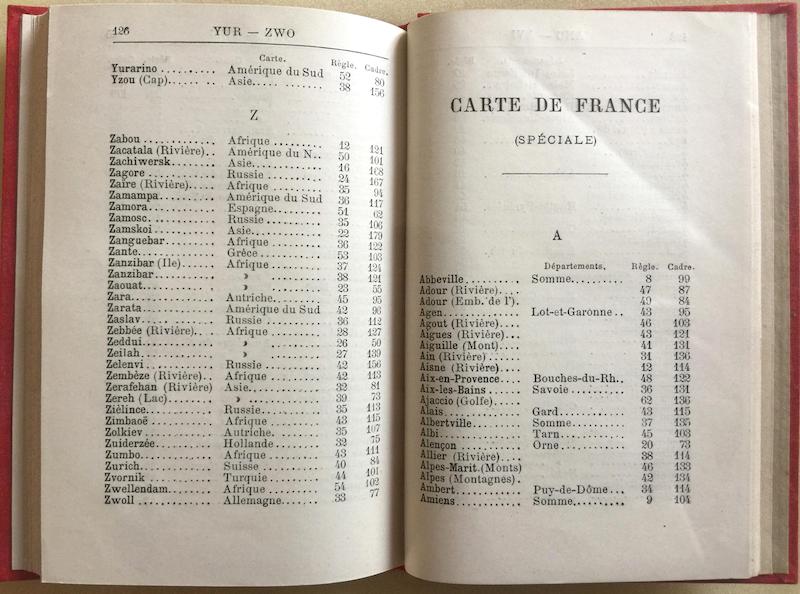 126 YUR — ZWO
Carte. Règle. Cadre.
Yurarino .......... Amérique du Sud 52 80
Yzou (Cap)...... .. Asie........... 38 156
Z
Zabou ............. Afrique ......... 12 121
Zacatala (Rivière).. Amérique du N.. 50 101
Zachiwersk........ Asie............ 16 168
Zagore ............ Russie ......... 24 167
Zaïre (Rivière)..... Afrique ......... 35 94
Zamampa.......... Amérique du Sud 36 117
Zamora............ Espagne......... 51 62
Zamosc............ Russie .......... 35 106
Zamskoi .......... Asie............ 22 179
Zanguebar......... Afrique ......... 36 122
Zante............. Grèce .......... 53 103
Zanzibar (Ile) ..... Afrique ......... 37 124
Zanzibar .......... » ......... 38 121
Zaouat............ » ......... 23 55
Zara.............. Autriche......... 45 95
Zarata ............ Amérique du Sud 42 96
Zaslav ............ Russie .......... 36 112
Zebbée (Rivière)... Afrique ......... 28 127
Zeddui............ » ......... 26 50
Zeilah............ » ......... 27 139
Zelenvi ........... Russie .......... 42 156
Zembèze (Rivière).. Afrique ......... 42 113
Zerafehan (Rivière) Asie............ 32 81
Zereh (Lac)........ » ......... 39 73
Ziélince........... Russie.......... 35 113
Zimbaoë .......... Afrique ......... 43 115
Zolkiev ........... Autriche......... 35 107
Zuiderzée......... Hollande ........ 32 75
Zumbo............ Afrique ......... 43 111
Zurich............ Suisse .......... 40 84
Zvornik ........... Turquie ......... 44 101
Zwellendam....... Afrique ......... 54 102
Zwoll ............. Allemagne....... 33 77
CARTE DE FRANCE
(SPÉCIALE)
A
Départements. Règle. Cadre.
Abbeville.......... Somme......... 8 99
Adour (Rivière).... 47 87
Adour (Emb. de l'). 49 84
Agen .............. Lot-et-Garonne .. 43 95
Agout (Rivière).... 46 103
Aigues (Rivière)... 43 121
Aiguille (Mont).... 41 131
Ain (Rivière)...... 31 136
Aisne (Rivière).... 12 114
Aix-en-Provence.... Bouches-du-Rh.. 48 122
Aix-les-Bains ..... Savoie ......... 36 131
Ajaccio (Golfe).... 62 136
Alais.............. Gard........... 43 115
Albertville........ Somme......... 37 135
Albi............... Tarn........... 45 103
Alençon ........... Orne........... 20 73
Allier (Rivière).... 38 114
Alpes-Marit.(Monts) 46 133
Alpes (Montagnes). 42 134
Ambert............ Puy-de-Dôme... 34 114
Amiens............ Somme......... 9 104